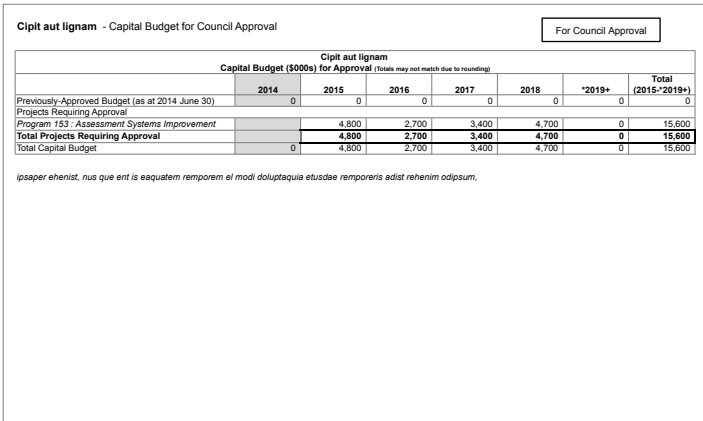 Cipit aut lignam - Capital Budget for Council Approval
For Council Approval
Cipit aut lignam
Capital Budget ($000s) for Approval (Totals may not match due to rounding)
2014 2015 2016 2017 2018 *2019+ Total (2015-*2019+)
Previously-Approved Budget (as at 2014 June 30) 0 0 0 0 0 0 0
Projects Requiring Approval
Program 153 : Assessment Systems Improvement 4,800 2,700 3,400 4,700 0 15,600
Total Projects Requiring Approval 4,800 2,700 3,400 4,700 0 15,600
Total Capital Budget 0 4,800 2,700 3,400 4,700 0 15,600
ipsaper ehenist, nus que ent is eaquatem remporem el modi doluptaquia etusdae remporeris adist rehenim odipsum,